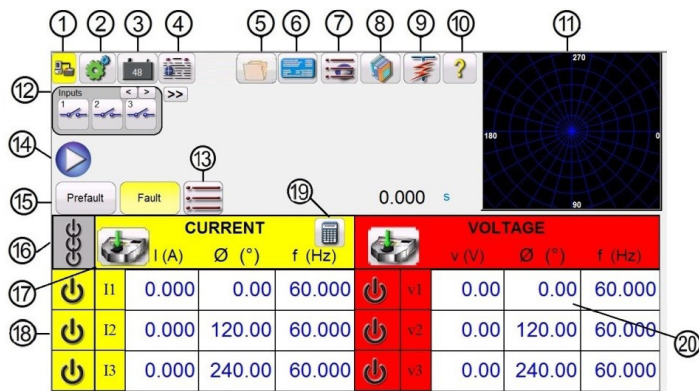 1 2 3 4 5 6 7 8 9 10 11
48 ?
270
12 Inputs < > >>
1 2 3
180 0
14
13
15 Prefault Fault 0.000 s
90
19
16 CURRENT VOLTAGE
I (A) Ø (°) f (Hz) v (V) Ø (°) f (Hz)
17
I1 0.000 0.00 60.000 v1 0.00 0.00 60.000
18 I2 0.000 120.00 60.000 v2 0.00 120.00 60.000
20
I3 0.000 240.00 60.000 v3 0.00 240.00 60.000